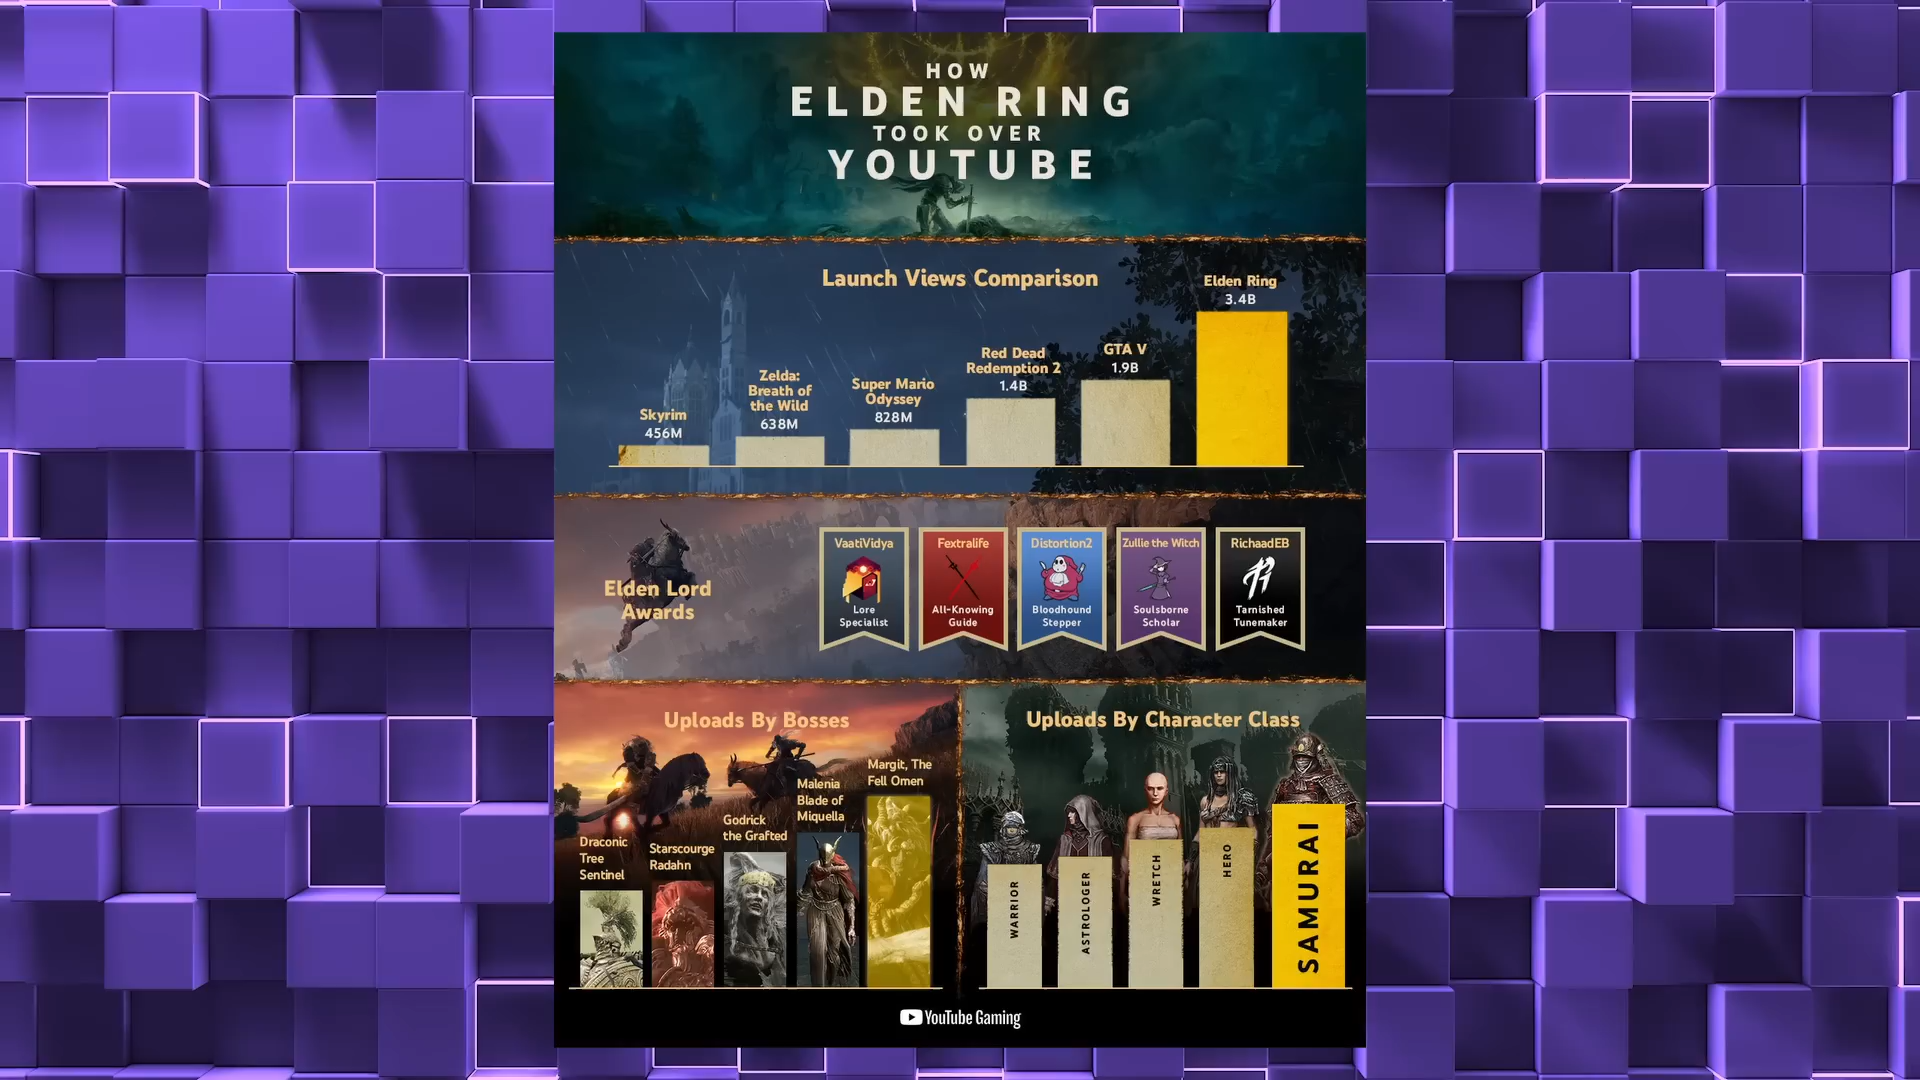 HOW
ELDEN RING
TOOK OVER
YOUTUBE
Launch Views Comparison
Skyrim
456M
Zelda:
Breath of
the Wild
638M
Super Mario
Odyssey
828M
Red Dead
Redemption 2
1.4B
GTA V
1.9B
Elden Ring
3.4B
Elden Lord
Awards
VaatiVidya
Lore
Specialist
Fextralife
All-Knowing
Guide
Distortion2
Bloodhound
Stepper
Zullie the Witch
Soulsborne
Scholar
RichaadEB
Tarnished
Tunemaker
Uploads By Bosses
Draconic
Tree
Sentinel
Starscourge
Radahn
Godrick
the Grafted
Malenia
Blade of
Miquella
Margit, The
Fell Omen
Uploads By Character Class
WARRIOR
ASTROLOGER
WRETCH
HERO
SAMURAI
YouTube Gaming